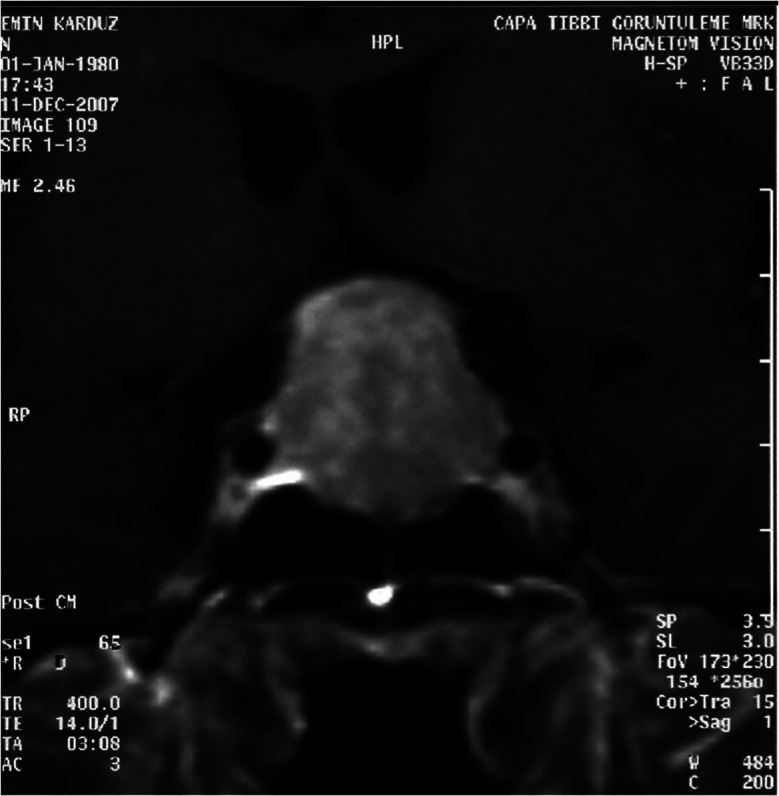 EMIN KARDUZ
N
01-JAN-1980
17:43
11-DEC-2007
IMAGE 109
SER 1-13
MF 2.46
HPL
CAPA TIBBI GORUNTULEME MRK
MAGNETOM VISION
H-SP VB33D
+ : F A L
RP
Post CM
se1 65
*R
TR 400.0
TE 14.0/1
TA 03:08
AC 3
SP 3.9
SL 3.0
FoV 173*230
154 *256o
Cor>Tra 15
>Sag 1
W 484
C 200